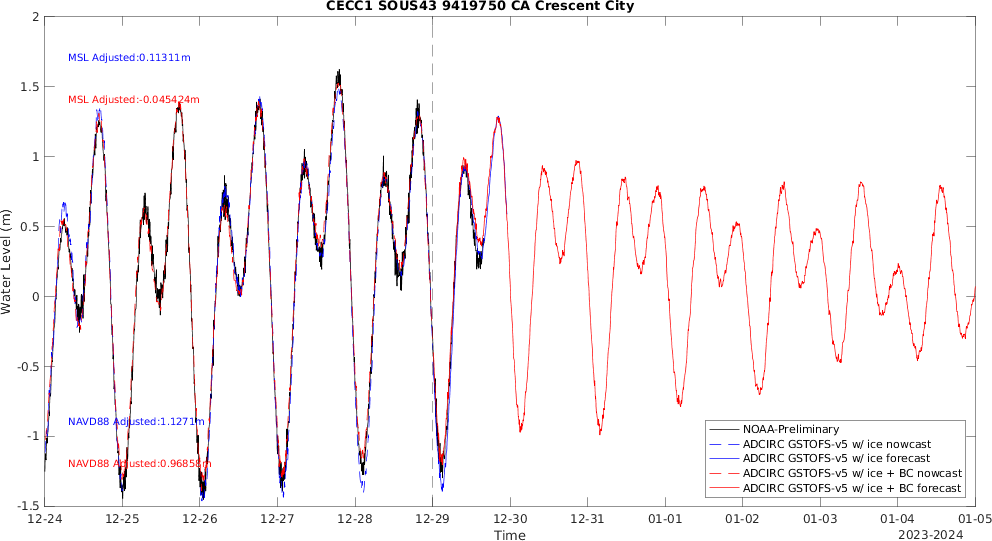 CECC1 SOUS43 9419750 CA Crescent City
2
1.5
1
0.5
0
-0.5
-1
-1.5
Water Level (m)
MSL Adjusted:0.11311m
MSL Adjusted:-0.045424m
NAVD88 Adjusted:1.1271m
NAVD88 Adjusted:0.96858m
NOAA-Preliminary
ADCIRC GSTOFS-v5 w/ ice nowcast
ADCIRC GSTOFS-v5 w/ ice forecast
ADCIRC GSTOFS-v5 w/ ice + BC nowcast
ADCIRC GSTOFS-v5 w/ ice + BC forecast
12-24 12-25 12-26 12-27 12-28 12-29 12-30 12-31 01-01 01-02 01-03 01-04 01-05
Time
2023-2024